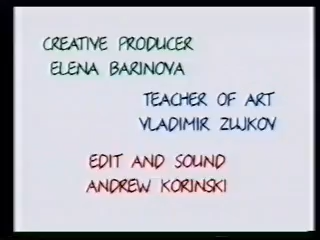 CREATIVE PRODUCER
ELENA BARINOVA
TEACHER OF ART
VLADIMIR ZUJKOV
EDIT AND SOUND
ANDREW KORINSKI